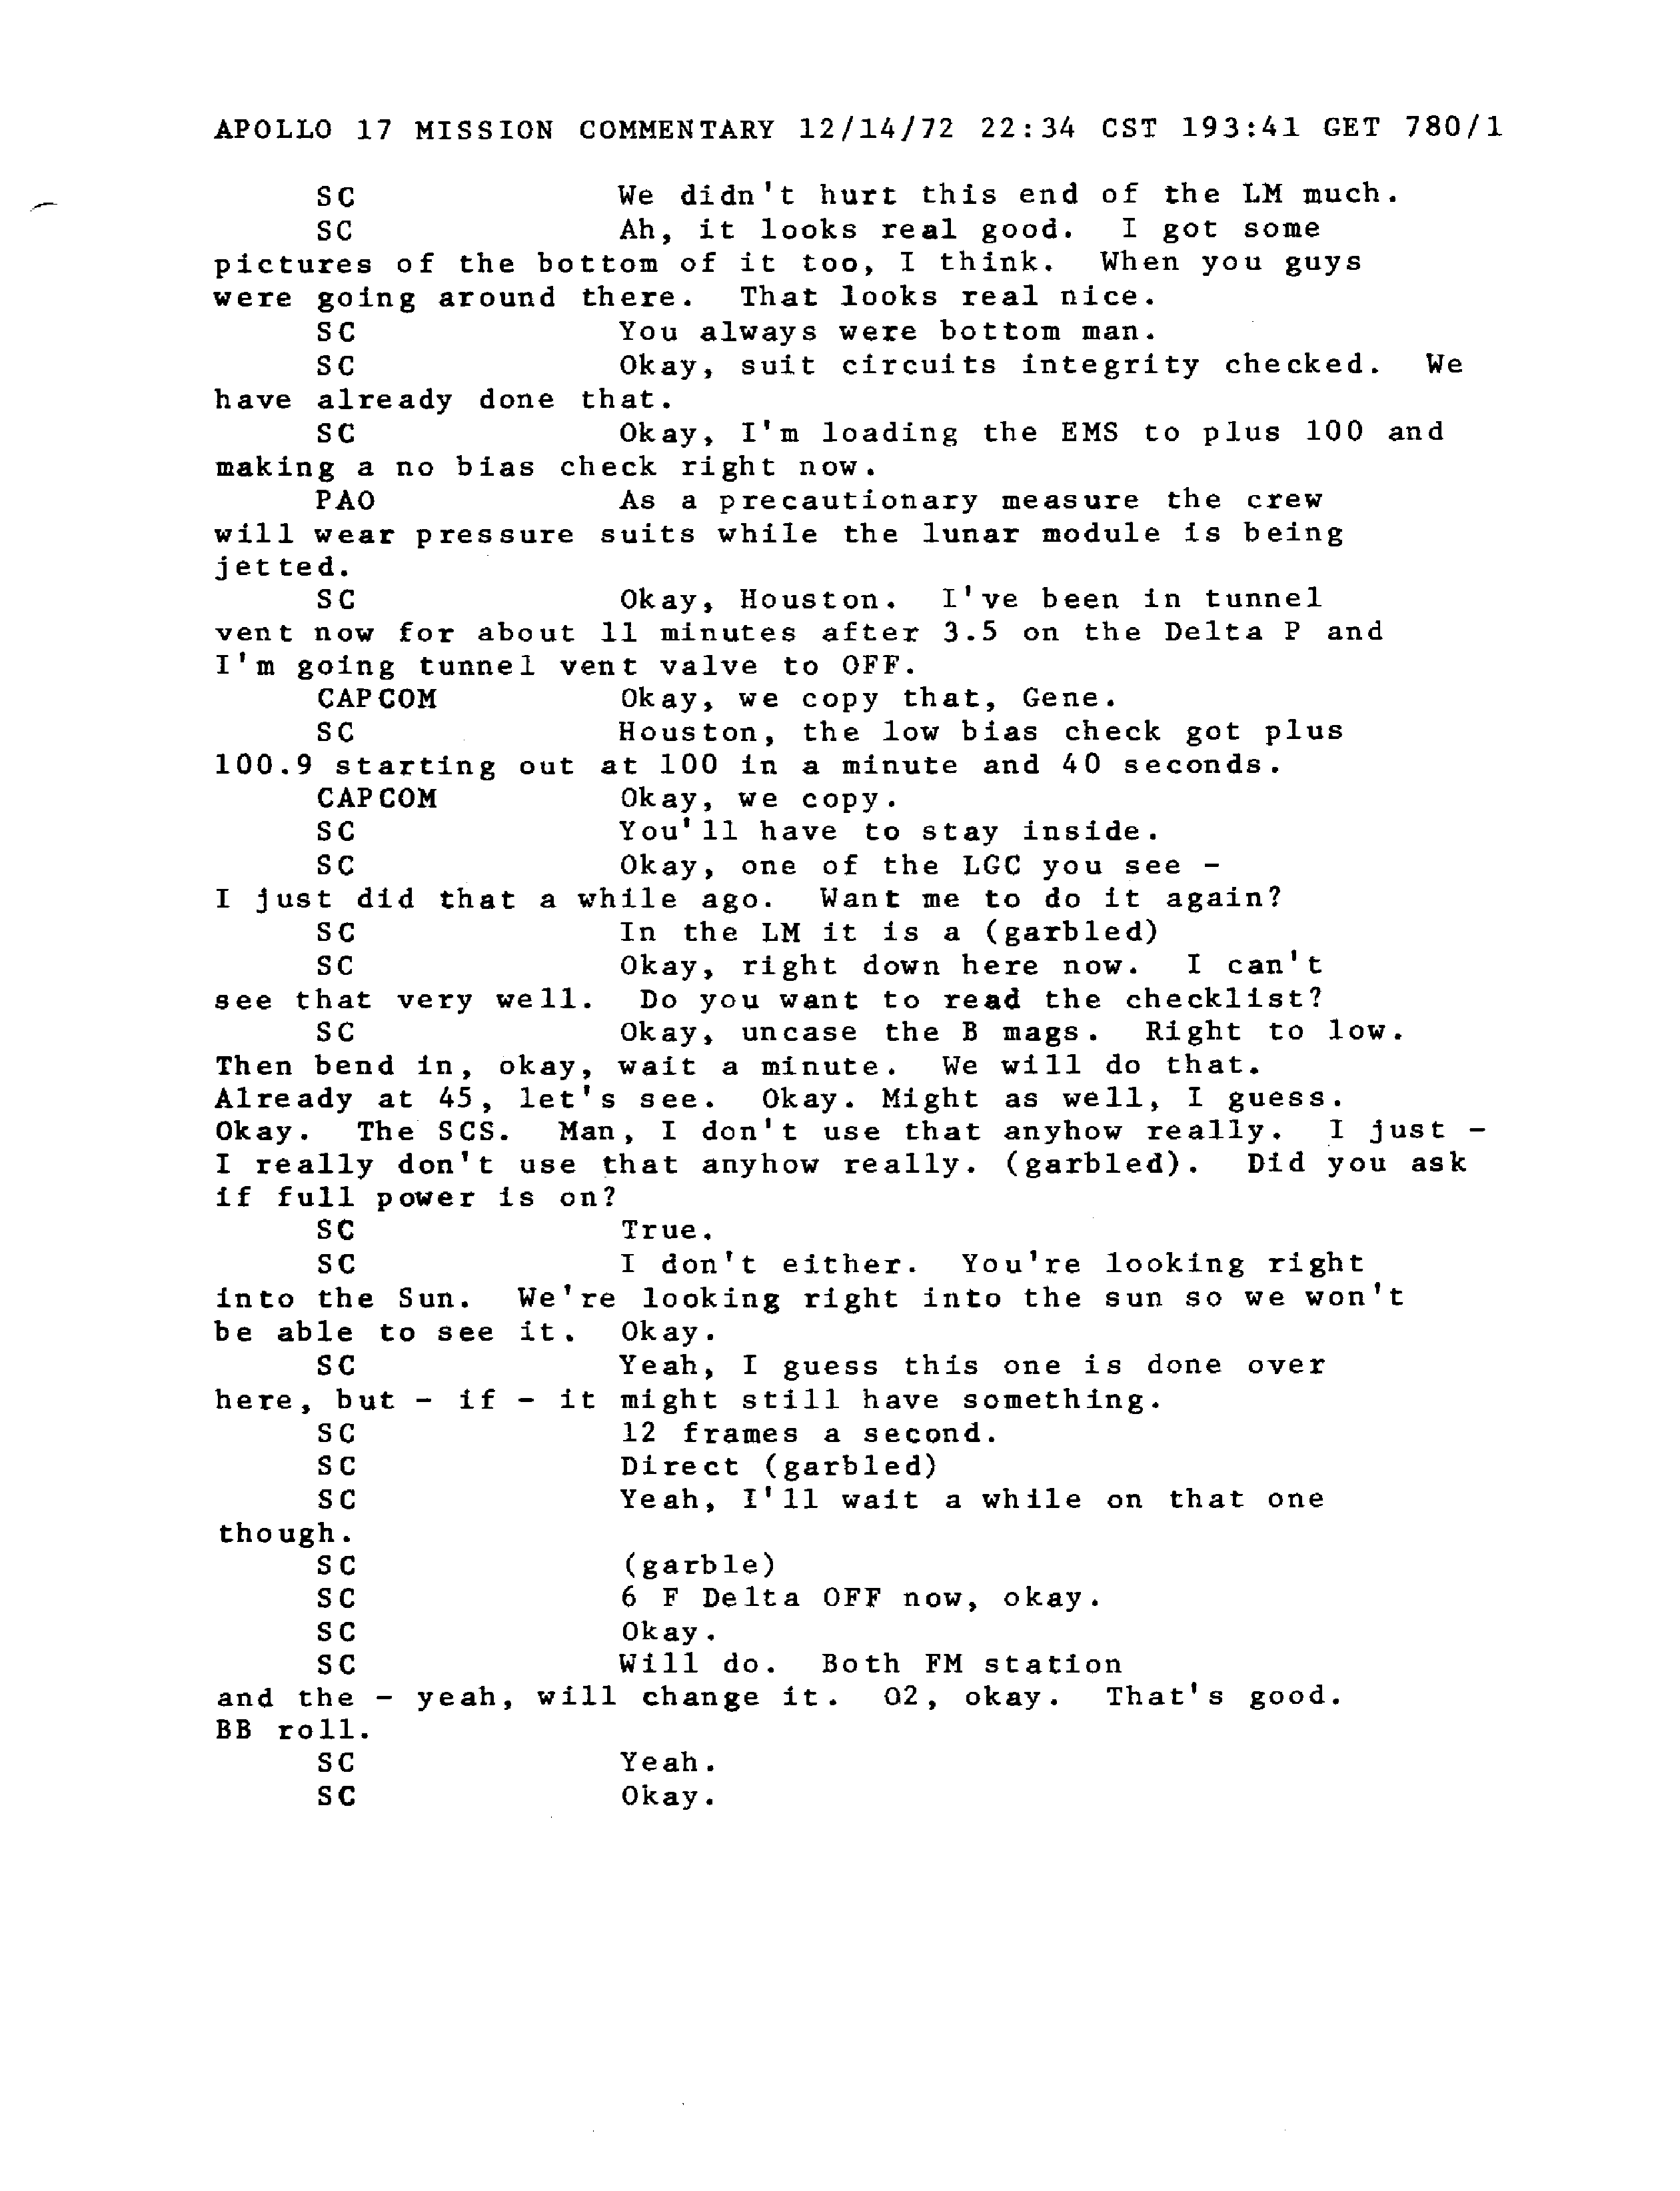 APOLLO 17 MISSION COMMENTARY 12/14/72 22:34 CST 193:41 GET 780/1
SC We didn't hurt this end of the LM much.
SC Ah, it looks real good. I got some
pictures of the bottom of it too, I think. When you guys
were going around there. That looks real nice.
SC You always were bottom man.
SC Okay, suit circuits integrity checked. We
have already done that.
SC Okay, I'm loading the EMS to plus 100 and
making a no bias check right now.
PAO As a precautionary measure the crew
will wear pressure suits while the lunar module is being
jetted.
SC Okay, Houston. I've been in tunnel
vent now for about 11 minutes after 3.5 on the Delta P and
I'm going tunnel vent valve to OFF.
CAPCOM Okay, we copy that, Gene.
SC Houston, the low bias check got plus
100.9 starting out at 100 in a minute and 40 seconds.
CAPCOM Okay, we copy.
SC You'll have to stay inside.
SC Okay, one of the LGC you see -
I just did that a while ago. Want me to do it again?
SC In the LM it is a (garbled)
SC Okay, right down here now. I can't
see that very well. Do you want to read the checklist?
SC Okay, uncase the B mags. Right to low.
Then bend in, okay, wait a minute. We will do that.
Already at 45, let's see. Okay. Might as well, I guess.
Okay. The SCS. Man, I don't use that anyhow really. I just -
I really don't use that anyhow really. (garbled). Did you ask
if full power is on?
SC True.
SC I don't either. You're looking right
into the Sun. We're looking right into the sun so we won't
be able to see it. Okay.
SC Yeah, I guess this one is done over
here, but - if - it might still have something.
SC 12 frames a second.
SC Direct (garbled)
SC Yeah, I'll wait a while on that one
though.
SC (garble)
SC 6 F Delta OFF now, okay.
SC Okay.
SC Will do. Both FM station
and the - yeah, will change it. O2, okay. That's good.
BB roll.
SC Yeah.
SC Okay.